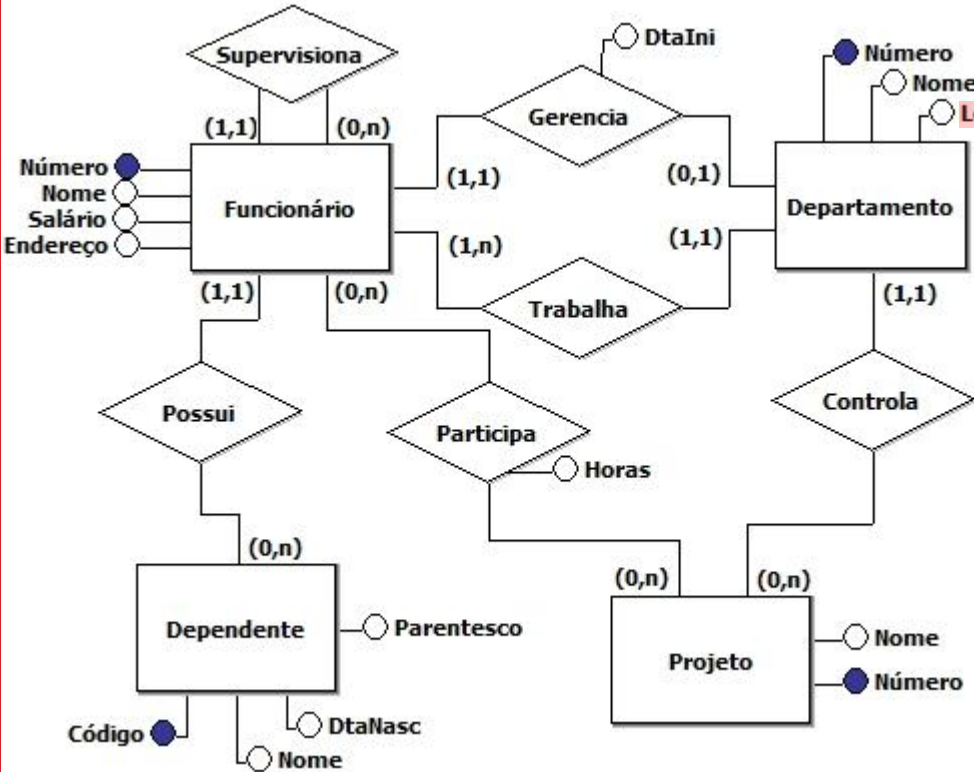 Supervisiona
DtaIni
Número
Nome
Gerencia
(1,1)
(0,n)
Número
Nome
Salário
Endereço
Funcionário
(1,1)
(0,1)
Departamento
(1,n)
(1,1)
(1,1)
(0,n)
(1,1)
Trabalha
Possui
Participa
Controla
Horas
(0,n)
(0,n)
(0,n)
Dependente
Parentesco
Projeto
Nome
Número
Código
DtaNasc
Nome